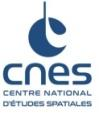 cnes
CENTRE NATIONAL
D'ÉTUDES SPATIALES